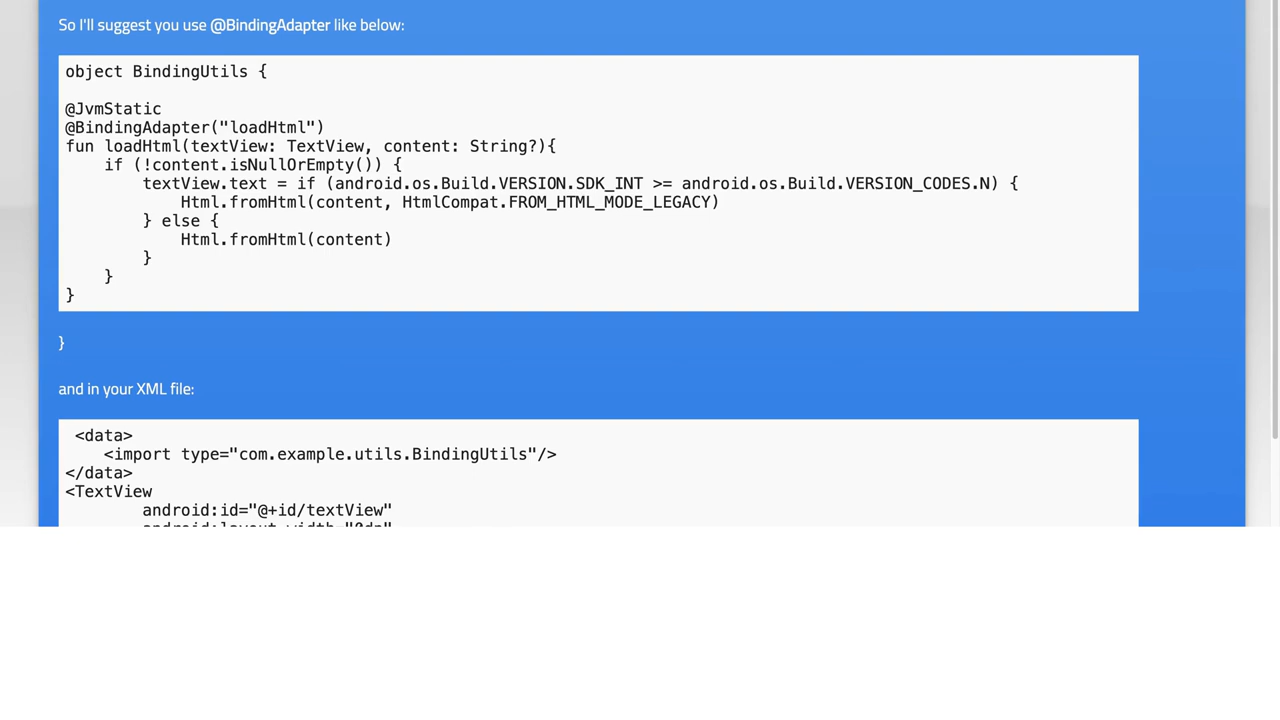 So I'll suggest you use @BindingAdapter like below:
object BindingUtils {
@JvmStatic
@BindingAdapter("loadHtml")
fun loadHtml(textView: TextView, content: String?){
if (!content.isNullOrEmpty()) {
textView.text = if (android.os.Build.VERSION.SDK_INT >= android.os.Build.VERSION_CODES.N) {
Html.fromHtml(content, HtmlCompat.FROM_HTML_MODE_LEGACY)
} else {
Html.fromHtml(content)
}
}
}
}
and in your XML file:
<data>
<import type="com.example.utils.BindingUtils"/>
</data>
<TextView
android:id="@+id/textView"